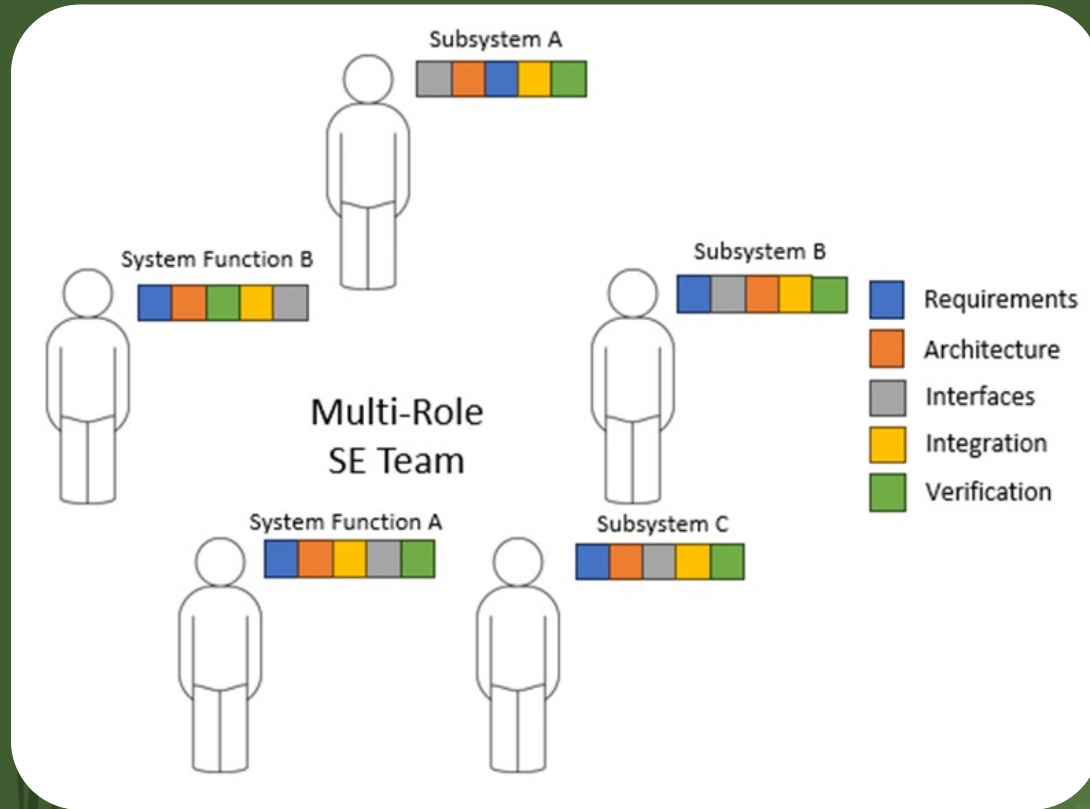 Subsystem A
System Function B
Subsystem B
Requirements
Architecture
Interfaces
Integration
Verification
Multi-Role
SE Team
System Function A
Subsystem C